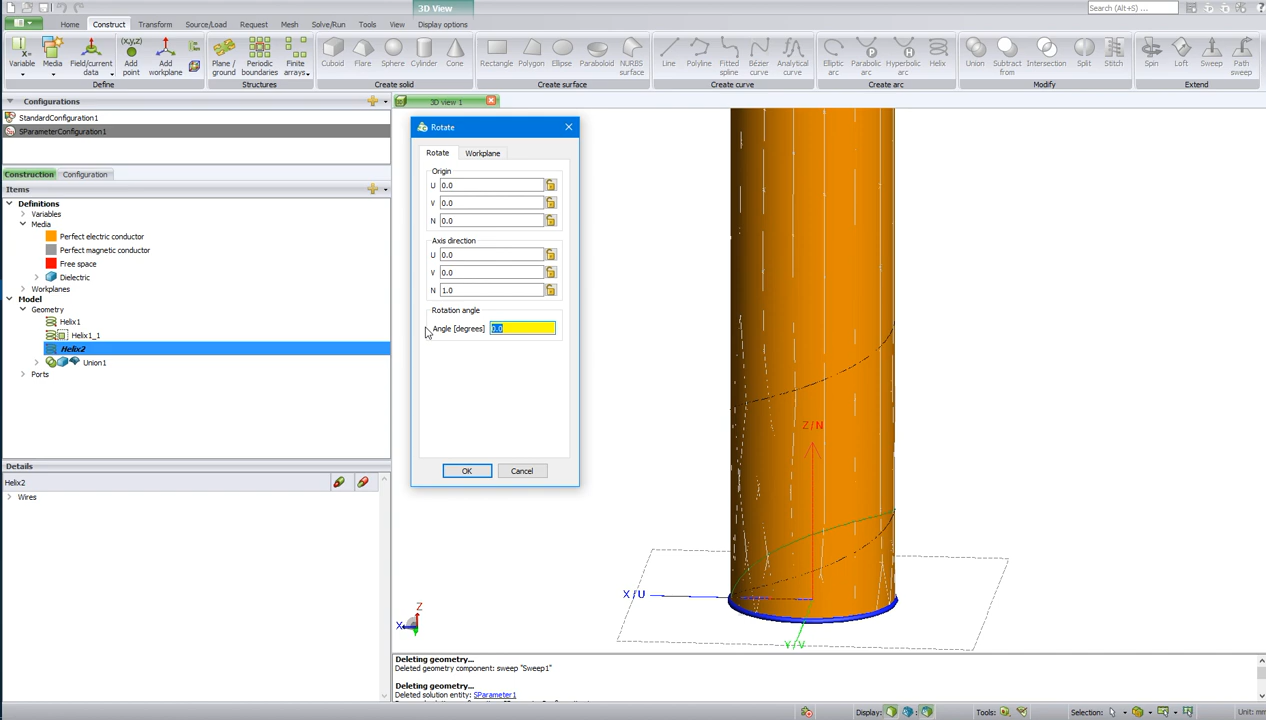 3D View
Search (Alt+S)
Home
Construct
Transform
Source/Load
Request
Mesh
Solve/Run
Tools
View
Display options
Variable
Media
Field/current data
Add point
Add workplane
Plane / ground
Periodic boundaries
Finite arrays
Cuboid
Flare
Sphere
Cylinder
Cone
Rectangle
Polygon
Ellipse
Paraboloid
NURBS surface
Line
Polyline
Fitted spline
Bézier curve
Analytical curve
Elliptic arc
Parabolic arc
Hyperbolic arc
Helix
Union
Subtract from
Intersection
Split
Stitch
Spin
Loft
Sweep
Path sweep
Define
Structures
Create solid
Create surface
Create curve
Create arc
Modify
Extend
Configurations
StandardConfiguration1
SParameterConfiguration1
Construction
Configuration
Items
Definitions
Variables
Media
Perfect electric conductor
Perfect magnetic conductor
Free space
Dielectric
Workplanes
Model
Geometry
Helix1
Helix1_1
Helix2
Union1
Ports
Details
Helix2
Wires
3D view 1
Rotate
Rotate
Workplane
Origin
U 0.0
V 0.0
N 0.0
Axis direction
U 0.0
V 0.0
N 1.0
Rotation angle
Angle [degrees] 0.0
OK
Cancel
Z/N
X/U
Y/V
Z
X
Deleting geometry...
Deleted geometry component: sweep "Sweep1"
Deleting geometry...
Deleted solution entity: SParameter1
Display:
Tools:
Selection:
Unit: mm